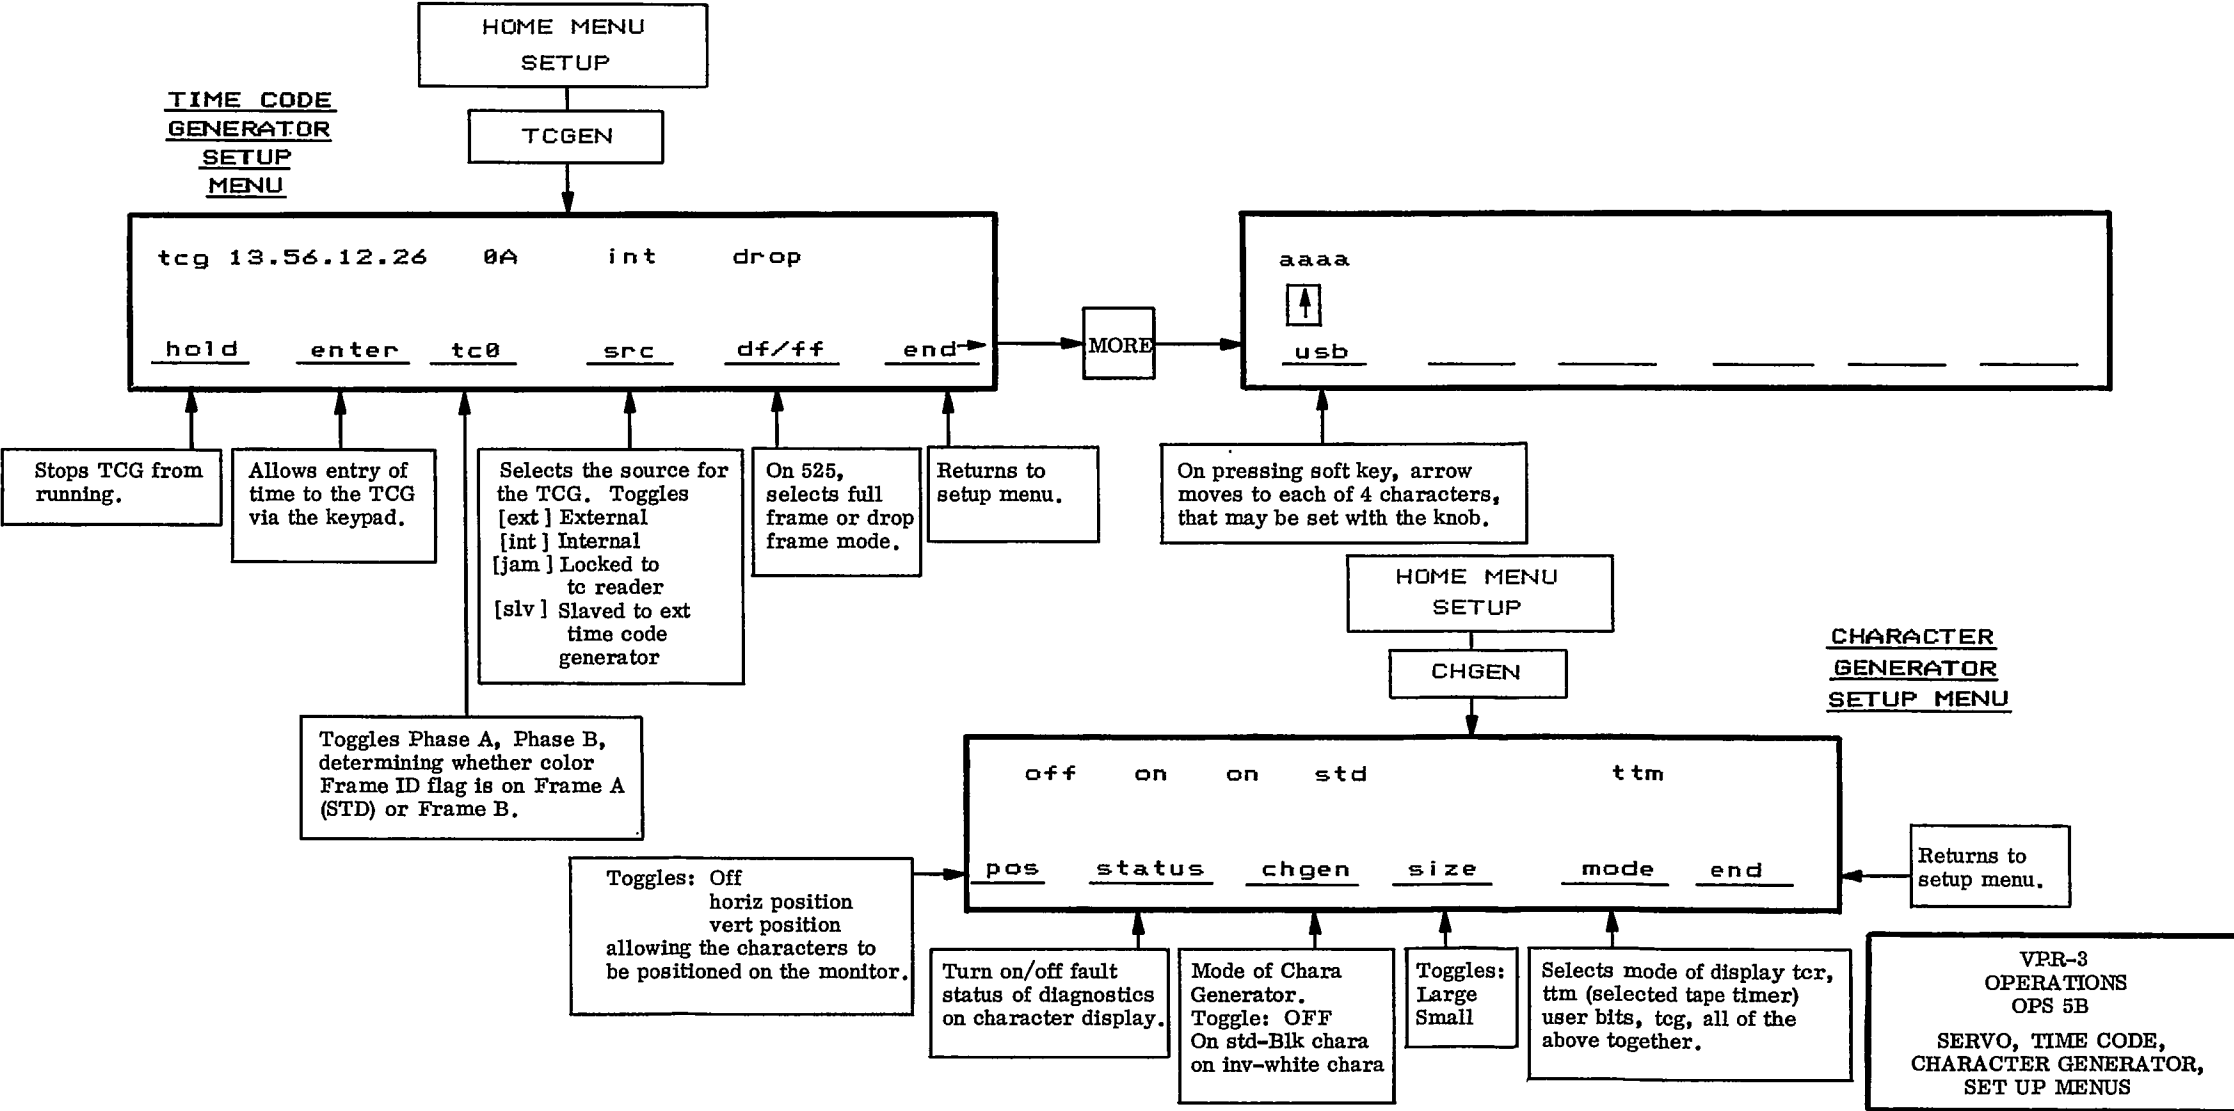 HOME MENU
SETUP
TIME CODE
GENERATOR
SETUP
MENU
TCGEN
tcg 13.56.12.26 0A int drop
hold enter tc0 src df/ff end
MORE
aaaa
usb
Stops TCG from
running.
Allows entry of
time to the TCG
via the keypad.
Selects the source for
the TCG. Toggles
[ext] External
[int] Internal
[jam] Locked to
tc reader
[slv] Slaved to ext
time code
generator
On 525,
selects full
frame or drop
frame mode.
Returns to
setup menu.
On pressing soft key, arrow
moves to each of 4 characters,
that may be set with the knob.
Toggles Phase A, Phase B,
determining whether color
Frame ID flag is on Frame A
(STD) or Frame B.
HOME MENU
SETUP
CHGEN
CHARACTER
GENERATOR
SETUP MENU
off on on std ttm
pos status chgen size mode end
Toggles: Off
horiz position
vert position
allowing the characters to
be positioned on the monitor.
Returns to
setup menu.
Turn on/off fault
status of diagnostics
on character display.
Mode of Chara
Generator.
Toggle: OFF
On std-Blk chara
on inv-white chara
Toggles:
Large
Small
Selects mode of display tcr,
ttm (selected tape timer)
user bits, tcg, all of the
above together.
VPR-3
OPERATIONS
OPS 5B
SERVO, TIME CODE,
CHARACTER GENERATOR,
SET UP MENUS